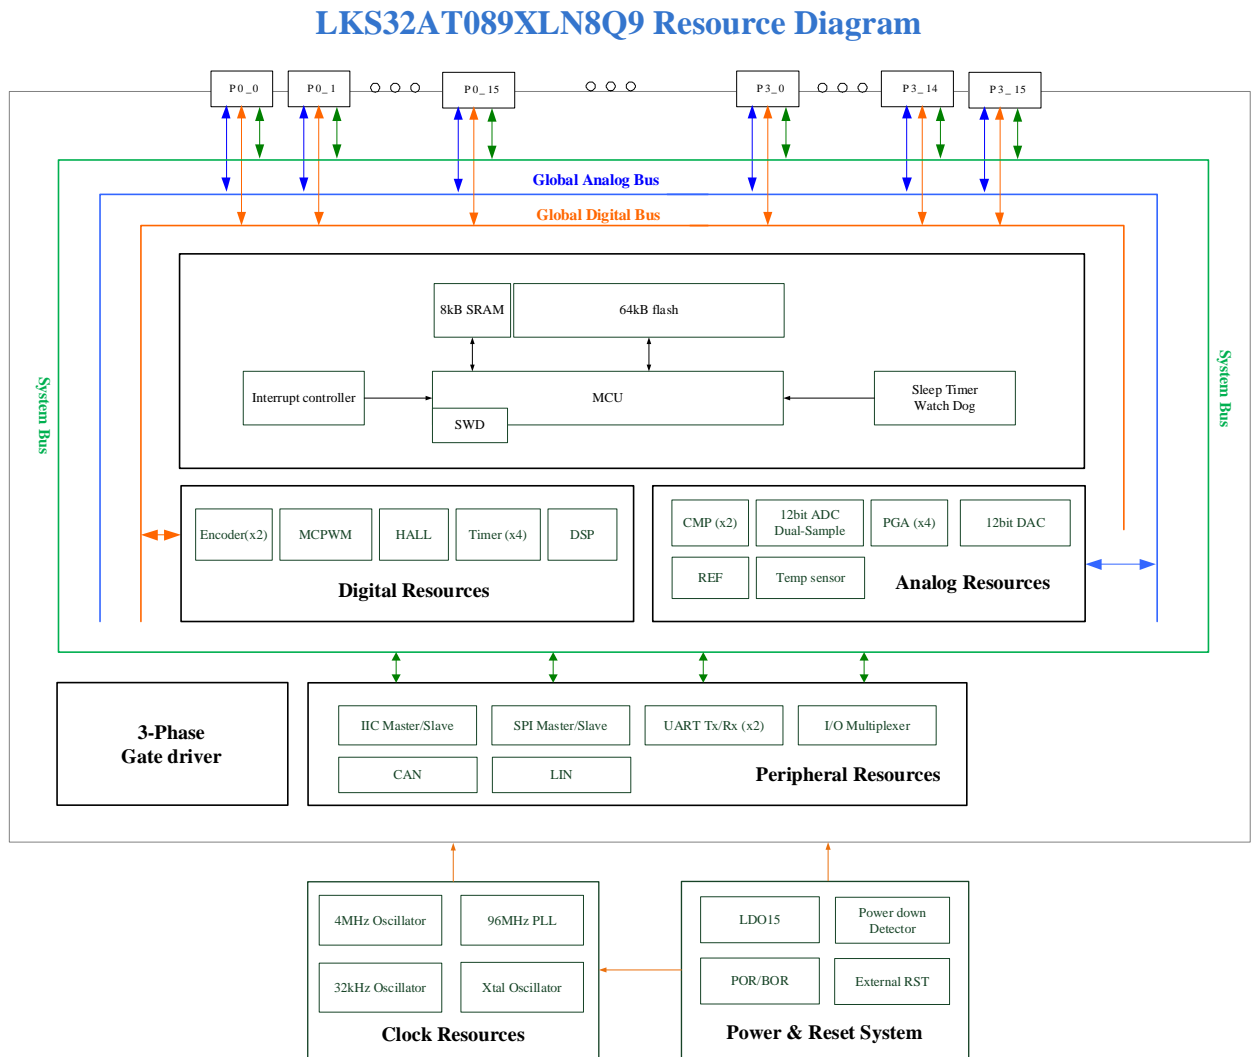 LKS32AT089XLN8Q9 Resource Diagram
P0_0
P0_1
P0_15
P3_0
P3_14
P3_15
Global Analog Bus
Global Digital Bus
System Bus
System Bus
8kB SRAM
64kB flash
Interrupt controller
MCU
SWD
Sleep Timer
Watch Dog
Encoder(x2)
MCPWM
HALL
Timer (x4)
DSP
Digital Resources
CMP (x2)
12bit ADC
Dual-Sample
PGA (x4)
12bit DAC
REF
Temp sensor
Analog Resources
3-Phase
Gate driver
IIC Master/Slave
SPI Master/Slave
UART Tx/Rx (x2)
I/O Multiplexer
CAN
LIN
Peripheral Resources
4MHz Oscillator
96MHz PLL
32kHz Oscillator
Xtal Oscillator
Clock Resources
LDO15
Power down
Detector
POR/BOR
External RST
Power & Reset System